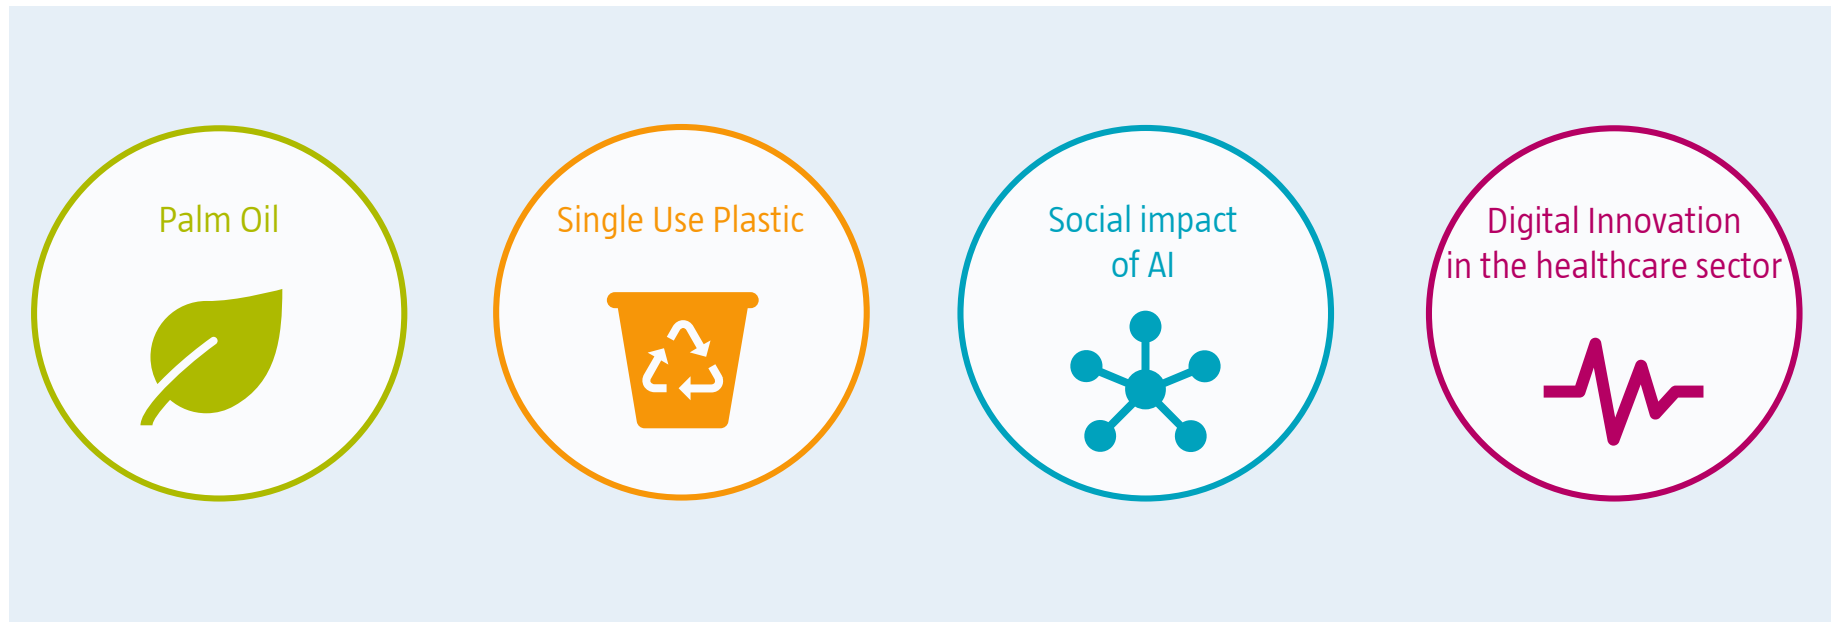 Palm Oil
Single Use Plastic
Social impact
of AI
Digital Innovation
in the healthcare sector